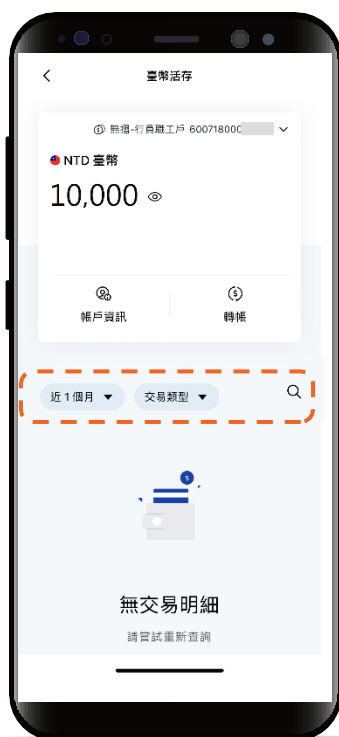 臺幣活存
無摺-行員職工戶 600718000
NTD 臺幣
10,000
帳戶資訊 轉帳
近1個月 交易類型
無交易明細
請嘗試重新查詢